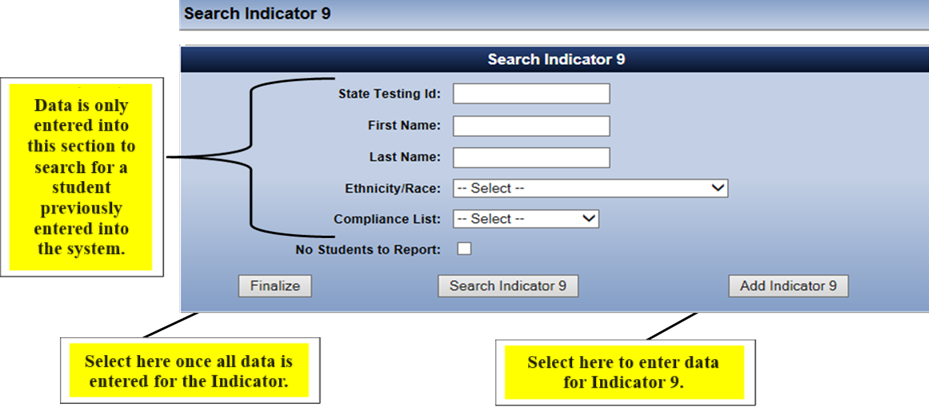 Search Indicator 9
Search Indicator 9
Data is only
entered into
this section to
search for a
student
previously
entered into
the system.
State Testing Id:
First Name:
Last Name:
Ethnicity/Race: -- Select --
Compliance List: -- Select --
No Students to Report:
Finalize Search Indicator 9 Add Indicator 9
Select here once all data is
entered for the Indicator.
Select here to enter data
for Indicator 9.